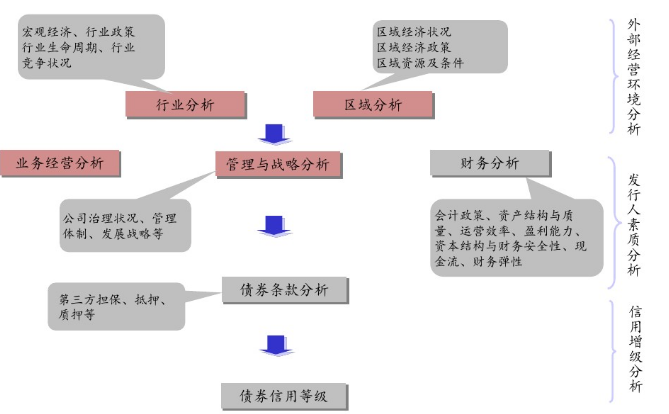 宏观经济、行业政策
行业生命周期、行业
竞争状况
区域经济状况
区域经济政策
区域资源及条件
行业分析
区域分析
外部经营环境分析
业务经营分析
管理与战略分析
财务分析
公司治理状况、管理
体制、发展战略等
会计政策、资产结构与质
量、运营效率、盈利能力、
资本结构与财务安全性、现
金流、财务弹性
发行人素质分析
债券条款分析
第三方担保、抵押、
质押等
信用增级分析
债券信用等级